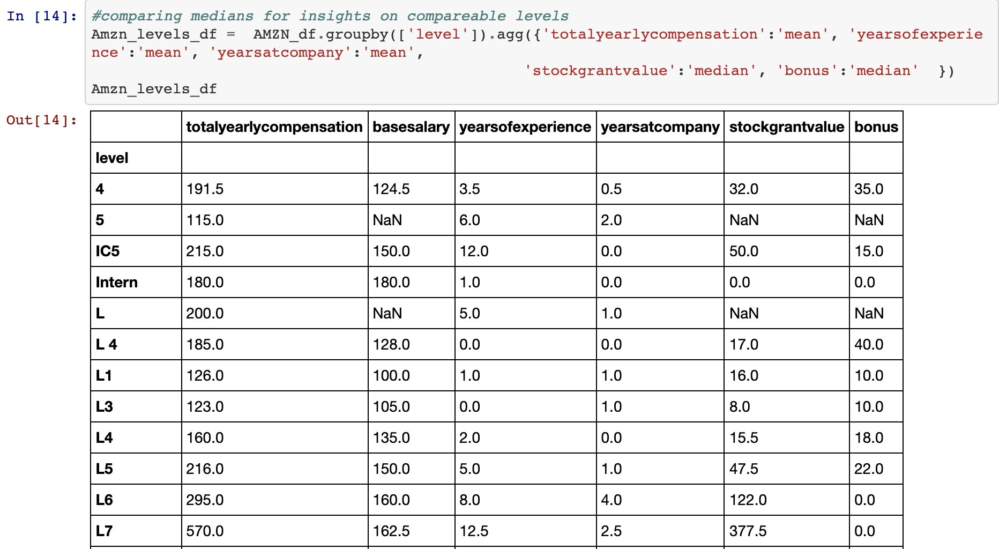 In [14]: #comparing medians for insights on compareable levels
Amzn_levels_df =  AMZN_df.groupby(['level']).agg({'totalyearlycompensation':'mean', 'yearsofexperie
nce':'mean', 'yearsatcompany':'mean',
'stockgrantvalue':'median', 'bonus':'median'  })
Amzn_levels_df
Out[14]:
totalyearlycompensation basesalary yearsofexperience yearsatcompany stockgrantvalue bonus
level
4 191.5 124.5 3.5 0.5 32.0 35.0
5 115.0 NaN 6.0 2.0 NaN NaN
IC5 215.0 150.0 12.0 0.0 50.0 15.0
Intern 180.0 180.0 1.0 0.0 0.0 0.0
L 200.0 NaN 5.0 1.0 NaN NaN
L 4 185.0 128.0 0.0 0.0 17.0 40.0
L1 126.0 100.0 1.0 1.0 16.0 10.0
L3 123.0 105.0 0.0 1.0 8.0 10.0
L4 160.0 135.0 2.0 0.0 15.5 18.0
L5 216.0 150.0 5.0 1.0 47.5 22.0
L6 295.0 160.0 8.0 4.0 122.0 0.0
L7 570.0 162.5 12.5 2.5 377.5 0.0